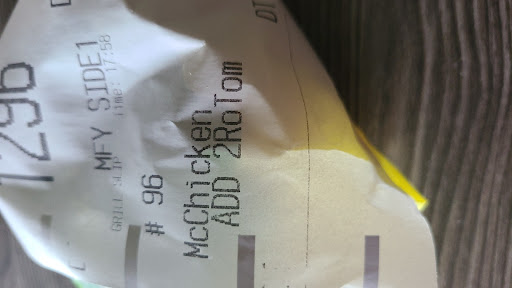 1296
MFY SIDE1
GRILL SLIP Time: 17:58
# 96
McChicken
ADD 2RoTom